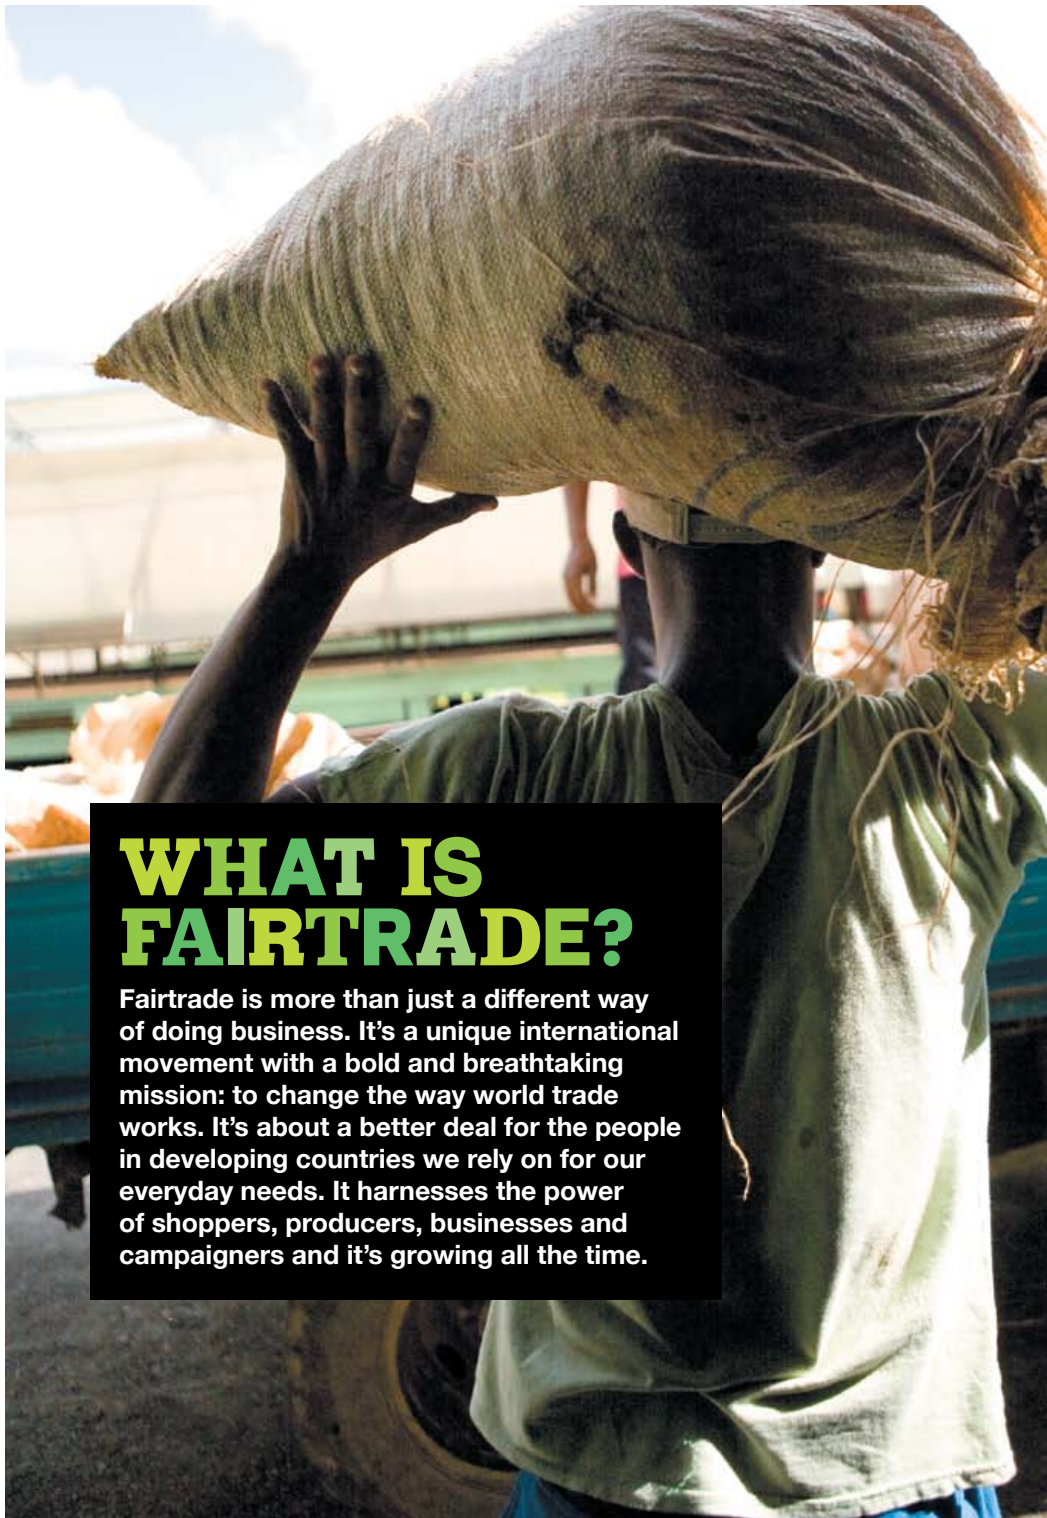 WHAT IS
FAIRTRADE?
Fairtrade is more than just a different way
of doing business. It’s a unique international
movement with a bold and breathtaking
mission: to change the way world trade
works. It’s about a better deal for the people
in developing countries we rely on for our
everyday needs. It harnesses the power
of shoppers, producers, businesses and
campaigners and it’s growing all the time.